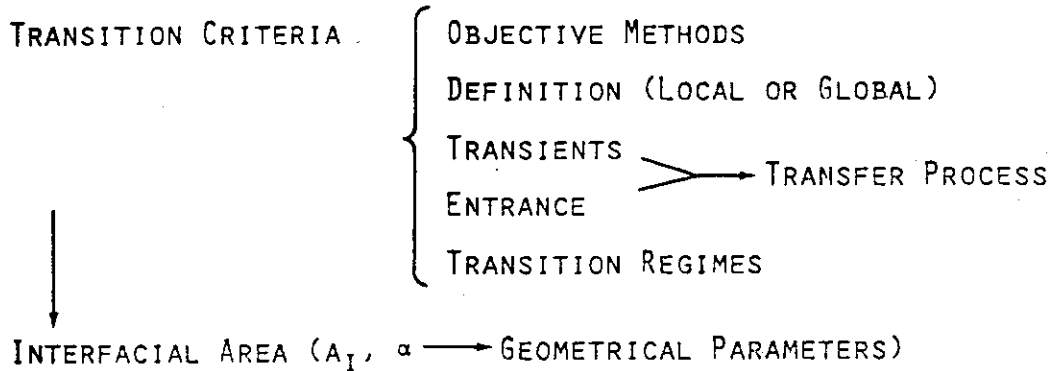 TRANSITION CRITERIA
OBJECTIVE METHODS
DEFINITION (LOCAL OR GLOBAL)
TRANSIENTS
TRANSFER PROCESS
ENTRANCE
TRANSITION REGIMES
INTERFACIAL AREA (A_I, α → GEOMETRICAL PARAMETERS)